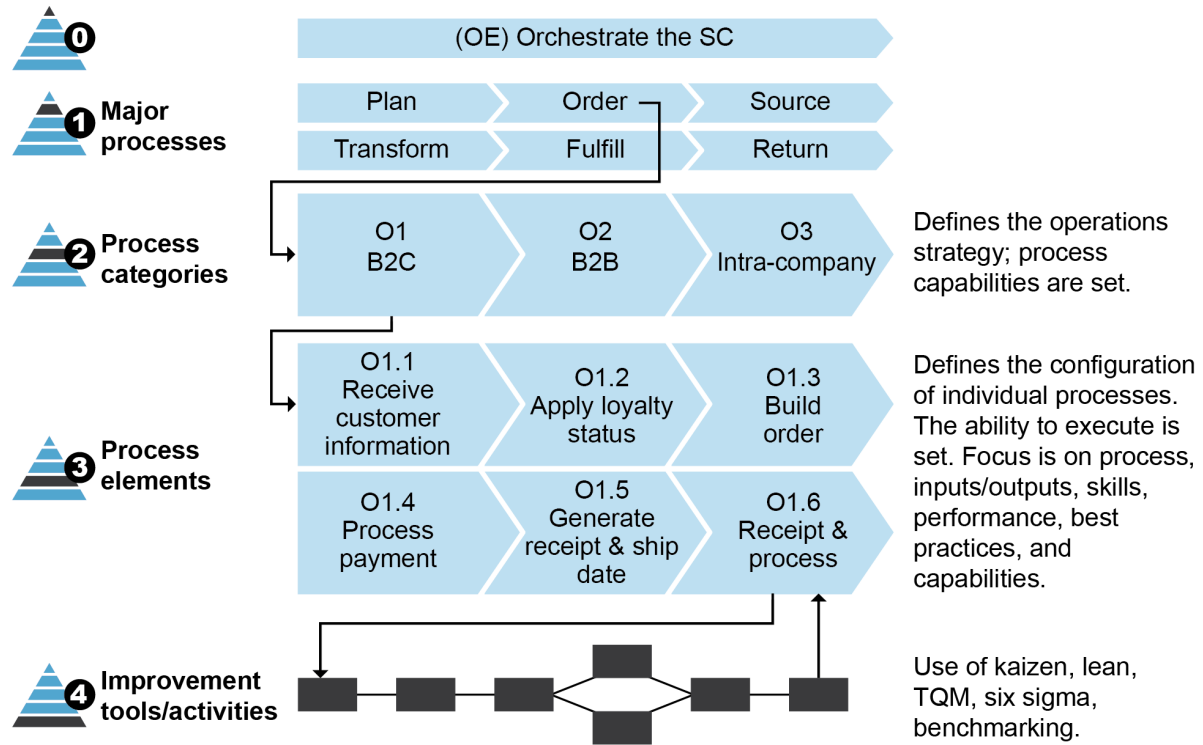 0
(OE) Orchestrate the SC
1
Major
processes
Plan
Order
Source
Transform
Fulfill
Return
2
Process
categories
O1
B2C
O2
B2B
O3
Intra-company
Defines the operations
strategy; process
capabilities are set.
3
Process
elements
O1.1
Receive
customer
information
O1.2
Apply loyalty
status
O1.3
Build
order
O1.4
Process
payment
O1.5
Generate
receipt & ship
date
O1.6
Receipt &
process
Defines the configuration
of individual processes.
The ability to execute is
set. Focus is on process,
inputs/outputs, skills,
performance, best
practices, and
capabilities.
4
Improvement
tools/activities
Use of kaizen, lean,
TQM, six sigma,
benchmarking.